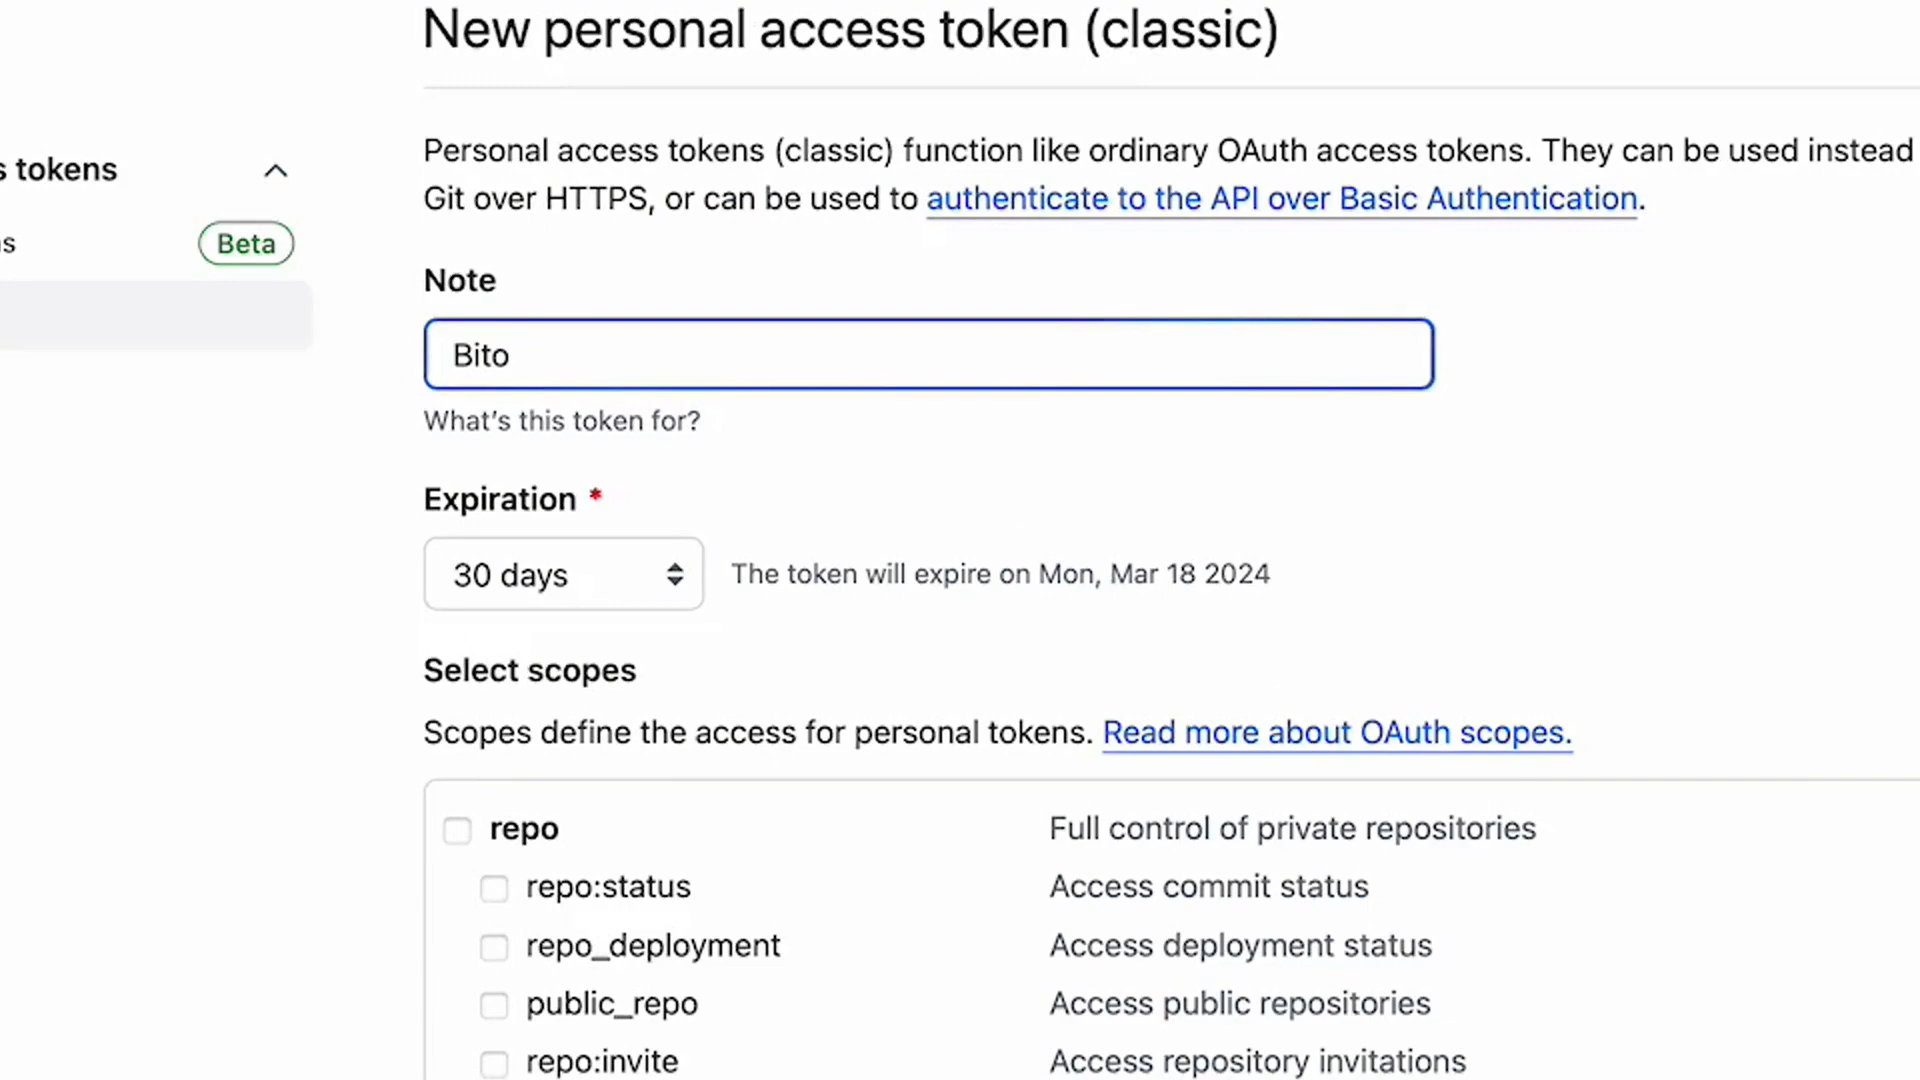 New personal access token (classic)
Personal access tokens (classic) function like ordinary OAuth access tokens. They can be used instead
Git over HTTPS, or can be used to authenticate to the API over Basic Authentication.
s tokens
s
Beta
Note
Bito
What's this token for?
Expiration *
30 days
The token will expire on Mon, Mar 18 2024
Select scopes
Scopes define the access for personal tokens. Read more about OAuth scopes.
repo Full control of private repositories
repo:status Access commit status
repo_deployment Access deployment status
public_repo Access public repositories
repo:invite Access repository invitations